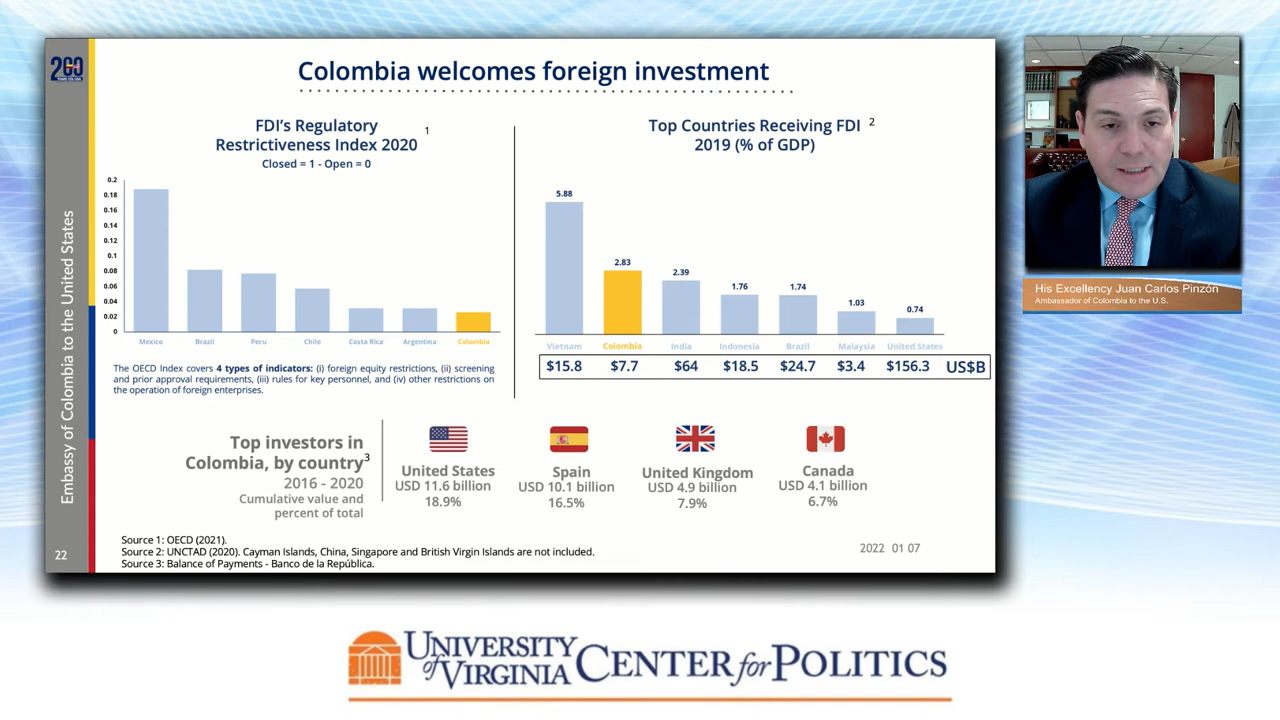 200
Embassy of Colombia to the United States
22
Colombia welcomes foreign investment
FDI's Regulatory
Restrictiveness Index 2020
1
Closed = 1 - Open = 0
0.2
0.18
0.16
0.14
0.12
0.1
0.08
0.06
0.04
0.02
0
Mexico
Brazil
Peru
Chile
Costa Rica
Argentina
Colombia
The OECD Index covers 4 types of indicators: (i) foreign equity restrictions, (ii) screening
and prior approval requirements, (iii) rules for key personnel, and (iv) other restrictions on
the operation of foreign enterprises.
Top Countries Receiving FDI 2
2019 (% of GDP)
5.88
2.83
2.39
1.76
1.74
1.03
0.74
Vietnam
Colombia
India
Indonesia
Brazil
Malaysia
United States
$15.8 $7.7 $64 $18.5 $24.7 $3.4 $156.3 US$B
Top investors in
Colombia, by country3
2016 - 2020
Cumulative value and
percent of total
United States
USD 11.6 billion
18.9%
Spain
USD 10.1 billion
16.5%
United Kingdom
USD 4.9 billion
7.9%
Canada
USD 4.1 billion
6.7%
Source 1: OECD (2021).
Source 2: UNCTAD (2020). Cayman Islands, China, Singapore and British Virgin Islands are not included.
Source 3: Balance of Payments - Banco de la República.
2022 01 07
His Excellency Juan Carlos Pinzón
Ambassador of Colombia to the U.S.
UNIVERSITY
of VIRGINIA CENTER for POLITICS